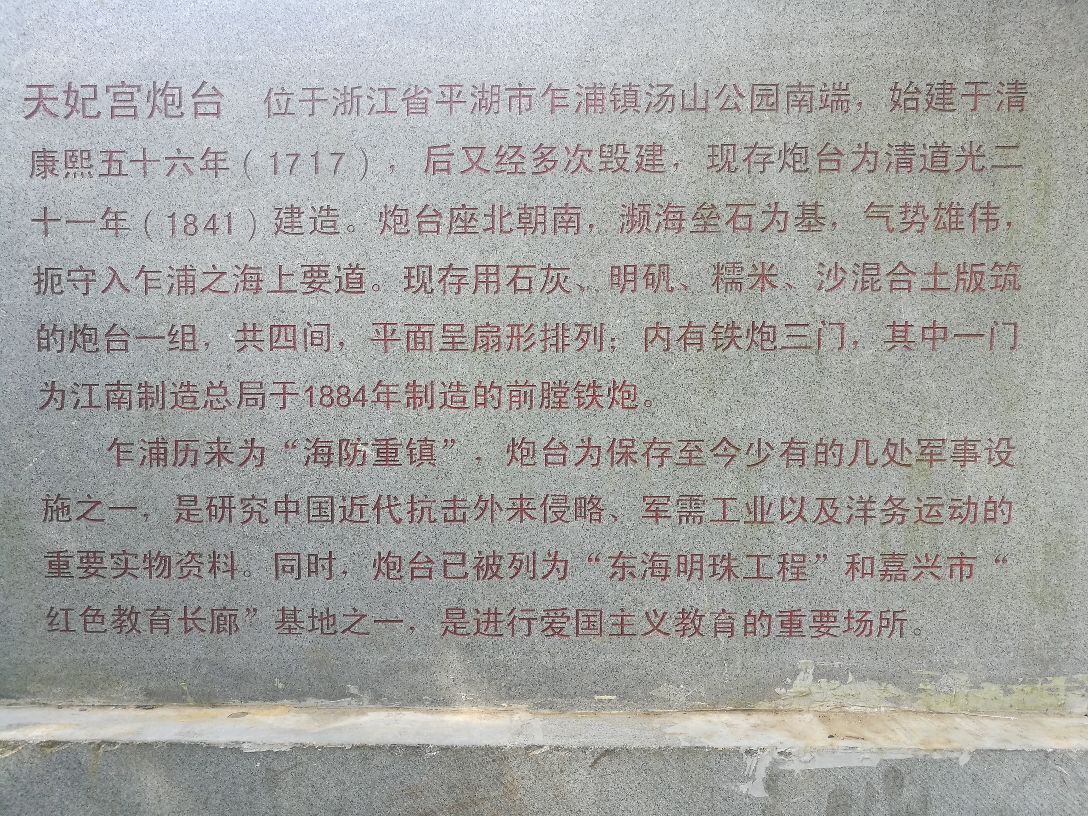 天妃宫炮台 位于浙江省平湖市乍浦镇汤山公园南端，始建于清
康熙五十六年（1717），后又经多次毁建，现存炮台为清道光二
十一年（1841）建造。炮台座北朝南，濒海垒石为基，气势雄伟，
扼守入乍浦之海上要道。现存用石灰、明矾、糯米、沙混合土版筑
的炮台一组，共四间，平面呈扇形排列；内有铁炮三门，其中一门
为江南制造总局于1884年制造的前膛铁炮。
乍浦历来为“海防重镇”，炮台为保存至今少有的几处军事设
施之一，是研究中国近代抗击外来侵略、军需工业以及洋务运动的
重要实物资料。同时，炮台已被列为“东海明珠工程”和嘉兴市“
红色教育长廊”基地之一，是进行爱国主义教育的重要场所。